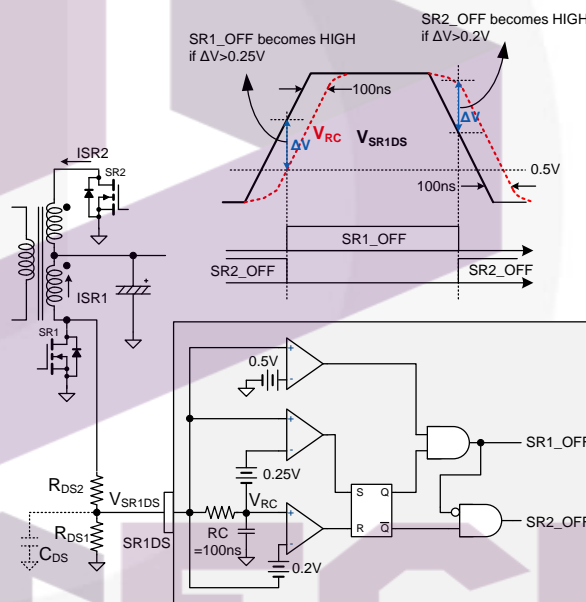 SR1_OFF becomes HIGH
if ΔV>0.25V
SR2_OFF becomes HIGH
if ΔV>0.2V
100ns
ΔV
VRC
VSR1DS
ΔV
0.5V
100ns
SR1_OFF
SR2_OFF
SR2_OFF
ISR2
SR2
ISR1
SR1
0.5V
+
-
+
-
0.25V
SR1_OFF
S
Q
R
Q
SR2_OFF
RDS2
VSR1DS
VRC
RDS1
CDS
SR1DS
RC
=100ns
+
-
0.2V
+